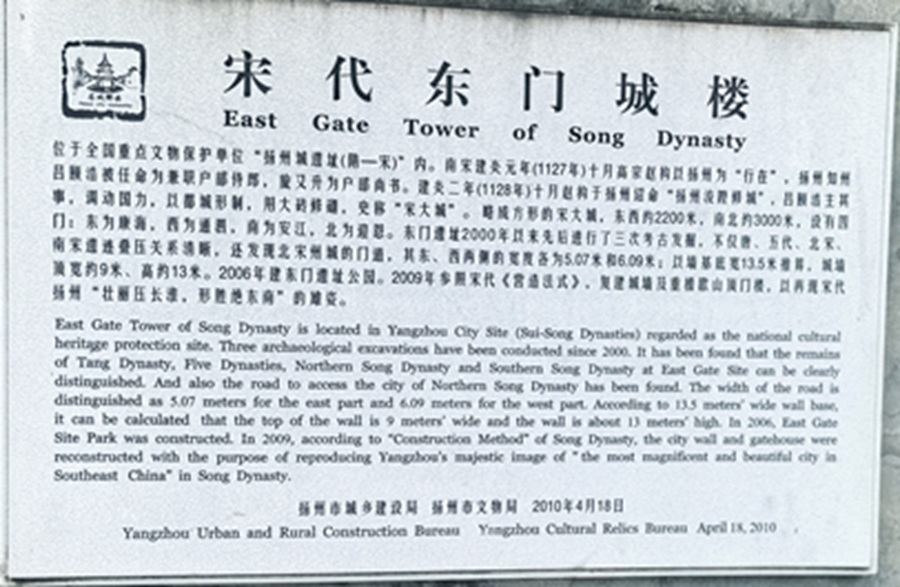 宋代东门城楼
East Gate Tower of Song Dynasty
位于全国重点文物保护单位“扬州城遗址(隋—宋)”内。南宋建炎元年(1127年)十月高宗赵构以扬州为“行在”，扬州知州
吕颐浩被任命为兼职户部侍郎，旋又升为户部尚书。建炎二年(1128年)十月赵构于扬州诏命“扬州浚隍修城”，吕颐浩主其
事，调动国力，以都城形制，用大砖修砌，史称“宋大城”。略成方形的宋大城，东西约2200米，南北约3000米，设有四
门：东为康海，西为通泗，南为安江，北为迎恩。东门遗址2000年以来先后进行了三次考古发掘，不仅唐、五代、北宋、
南宋遗迹叠压关系清晰，还发现北宋州城的门道，其东、西两侧的宽度各为5.07米和6.09米；以墙基底宽13.5米推算，城墙
顶宽约9米、高约13米。2006年建东门遗址公园。2009年参照宋代《营造法式》，复建城墙及重楼歇山顶门楼，以再现宋代
扬州“壮丽压长淮，形胜绝东南”的雄姿。
East Gate Tower of Song Dynasty is located in Yangzhou City Site (Sui-Song Dynasties) regarded as the national cultural
heritage protection site. Three archaeological excavations have been conducted since 2000. It has been found that the remains
of Tang Dynasty, Five Dynasties, Northern Song Dynasty and Southern Song Dynasty at East Gate Site can be clearly
distinguished. And also the road to access the city of Northern Song Dynasty has been found. The width of the road is
distinguished as 5.07 meters for the east part and 6.09 meters for the west part. According to 13.5 meters' wide wall base,
it can be calculated that the top of the wall is 9 meters' wide and the wall is about 13 meters' high. In 2006, East Gate
Site Park was constructed. In 2009, according to "Construction Method" of Song Dynasty, the city wall and gatehouse were
reconstructed with the purpose of reproducing Yangzhou's majestic image of "the most magnificent and beautiful city in
Southeast China" in Song Dynasty.
扬州市城乡建设局 扬州市文物局 2010年4月18日
Yangzhou Urban and Rural Construction Bureau Yangzhou Cultural Relics Bureau April 18, 2010